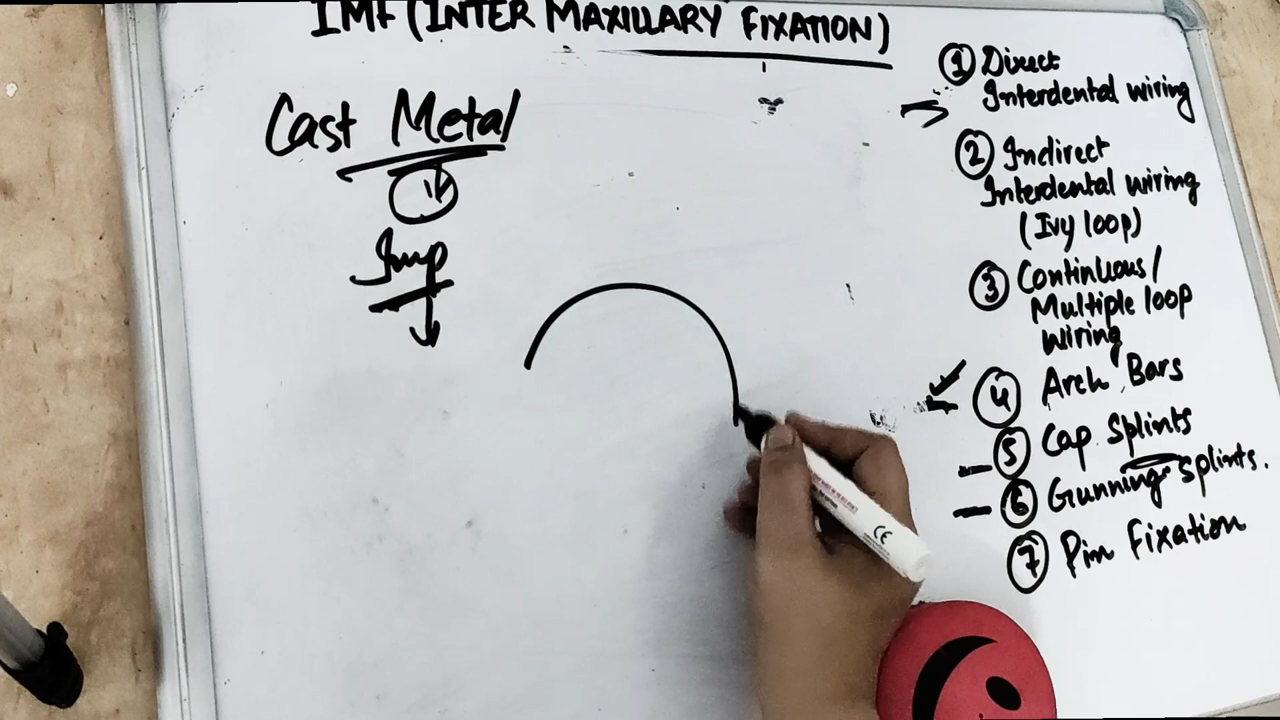 IMF (INTER MAXILLARY FIXATION)
Cast Metal
Imp
① Direct
Interdental wiring
② Indirect
Interdental wiring
(Ivy loop)
③ Continuous /
Multiple loop
wiring
④ Arch Bars
⑤ Cap Splints
⑥ Gunning Splints.
⑦ Pin Fixation
CE